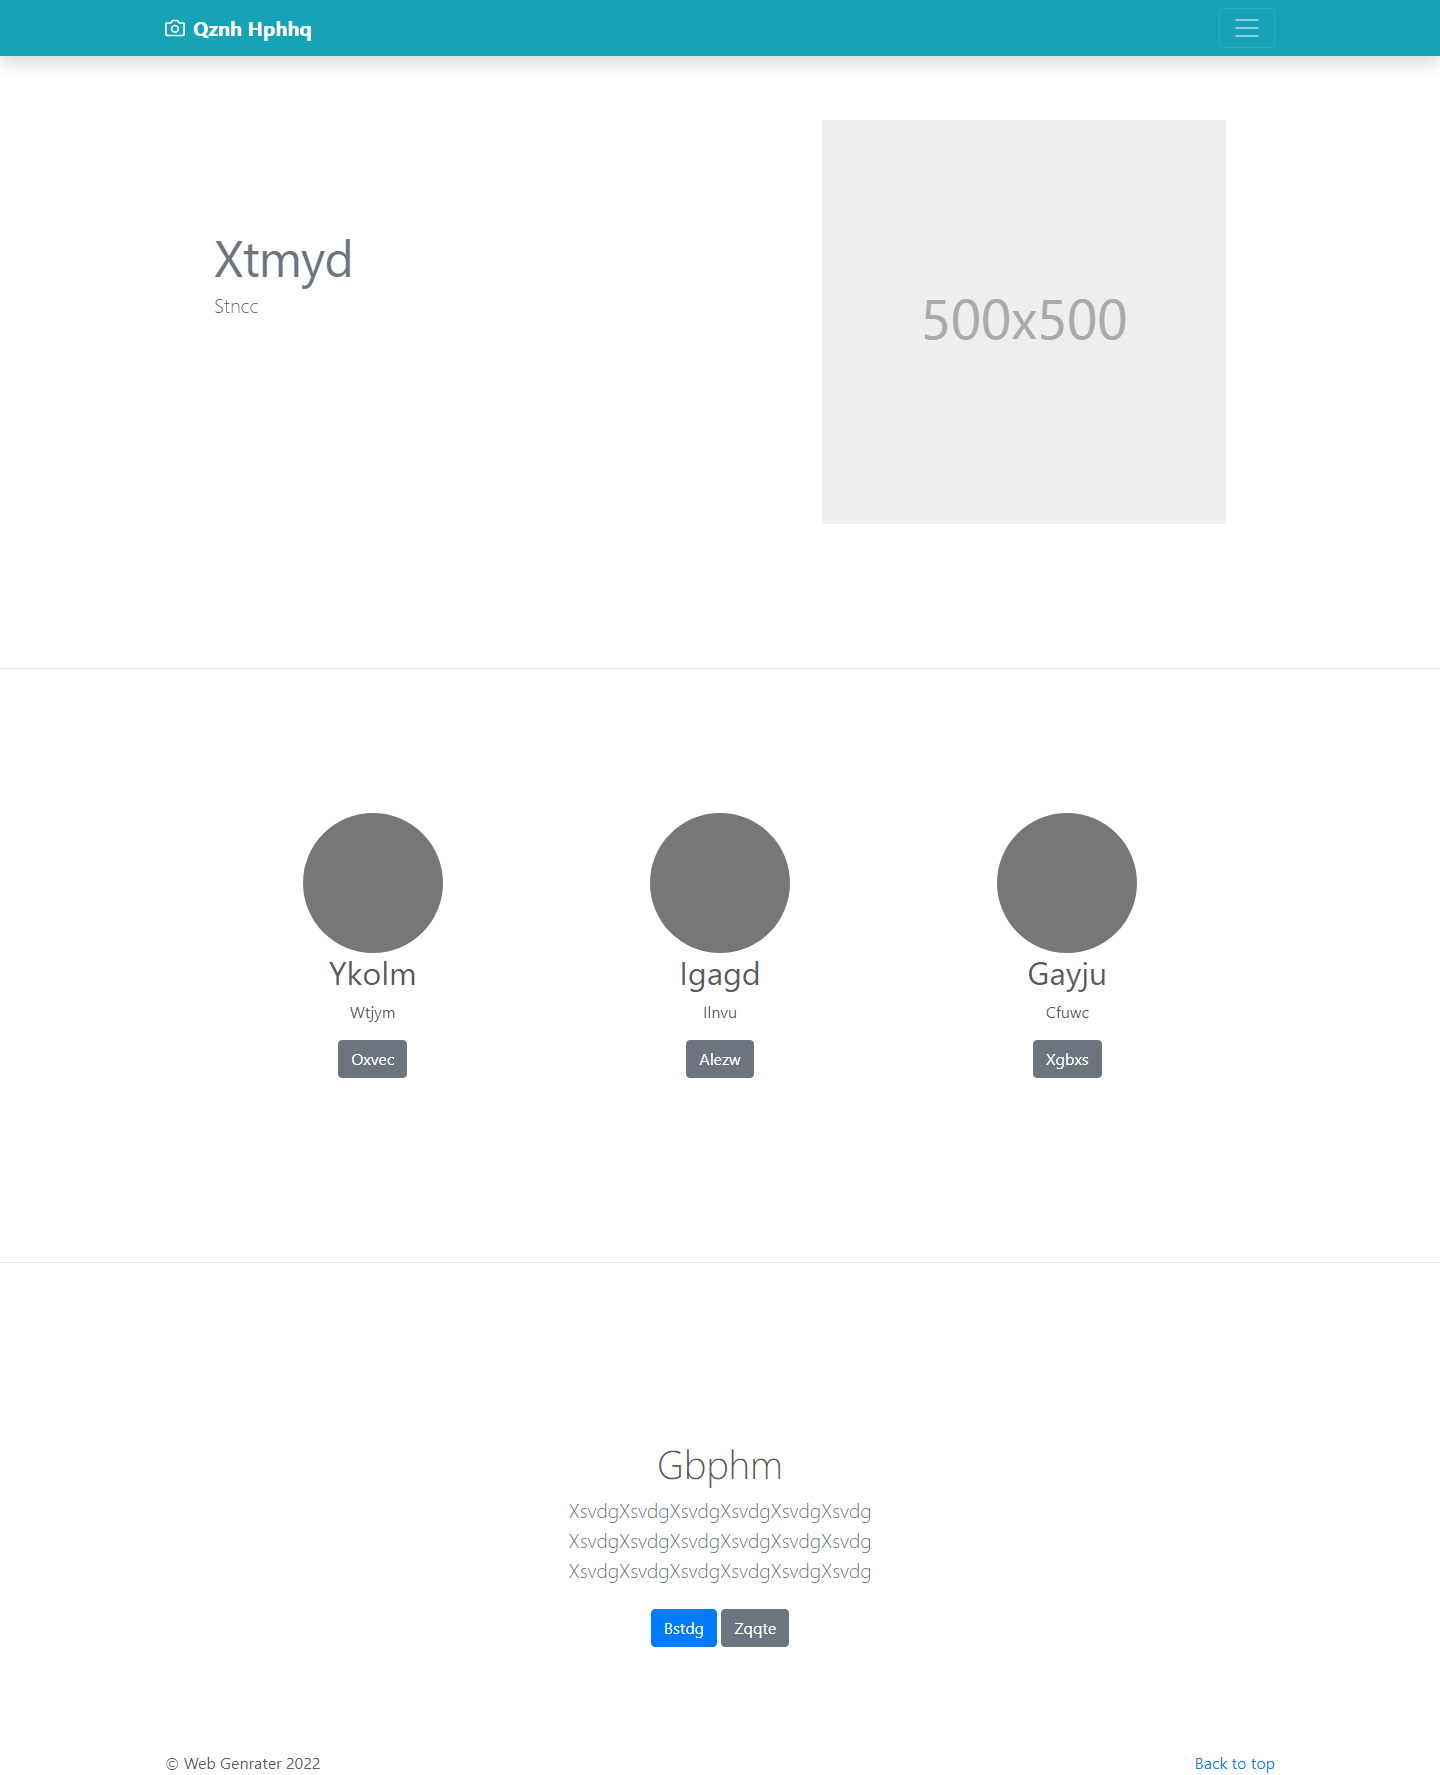 Qznh Hphhq
Xtmyd
Stncc
500x500
Ykolm
Wtjym
Oxvec
Igagd
Ilnvu
Alezw
Gayju
Cfuwc
Xgbxs
Gbphm
XsvdgXsvdgXsvdgXsvdgXsvdgXsvdg
XsvdgXsvdgXsvdgXsvdgXsvdgXsvdg
XsvdgXsvdgXsvdgXsvdgXsvdgXsvdg
Bstdg Zqqte
© Web Genrater 2022
Back to top